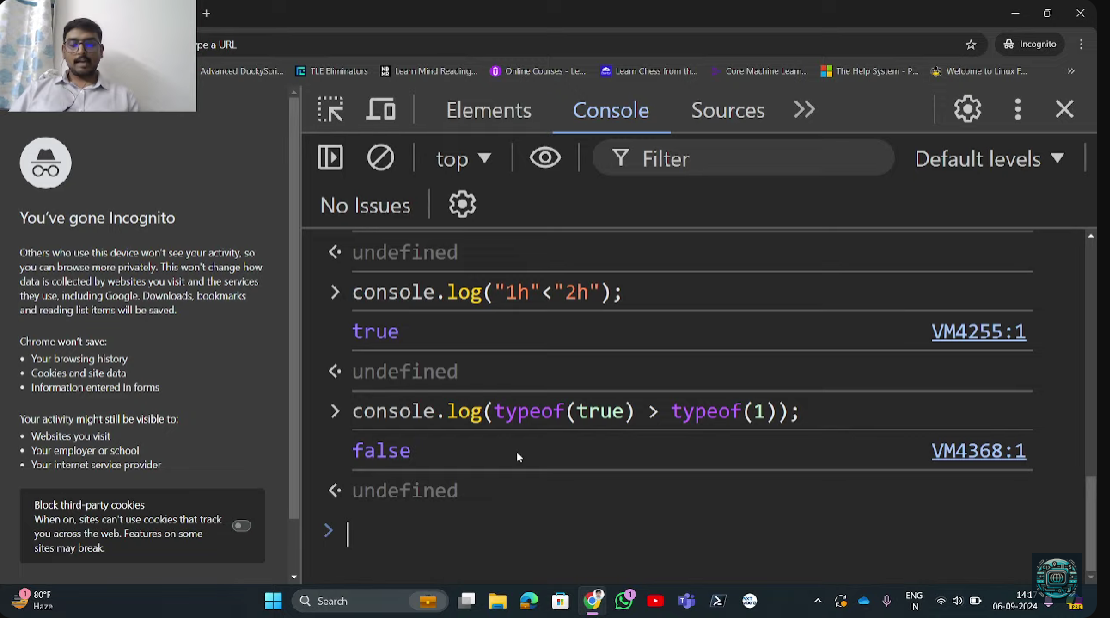 +
ype a URL
Incognito
Advanced DuckyScri...
TLE Eliminators
Learn Mind Reading...
Online Courses - Le...
Learn Chess from th...
Core Machine Learn...
The Help System - P...
Welcome to Linux F...
»
Elements
Console
Sources
top
Filter
Default levels
No Issues
You've gone Incognito
Others who use this device won't see your activity, so
you can browse more privately. This won't change how
data is collected by websites you visit and the services
they use, including Google. Downloads, bookmarks
and reading list items will be saved.
Chrome won't save:
• Your browsing history
• Cookies and site data
• Information entered in forms
Your activity might still be visible to:
• Websites you visit
• Your employer or school
• Your internet service provider
Block third-party cookies
When on, sites can't use cookies that track
you across the web. Features on some
sites may break.
undefined
> console.log("1h"<"2h");
true VM4255:1
undefined
> console.log(typeof(true) > typeof(1));
false VM4368:1
undefined
>
1
80°F
Haze
Search
1
ENG
N
06-09-2024